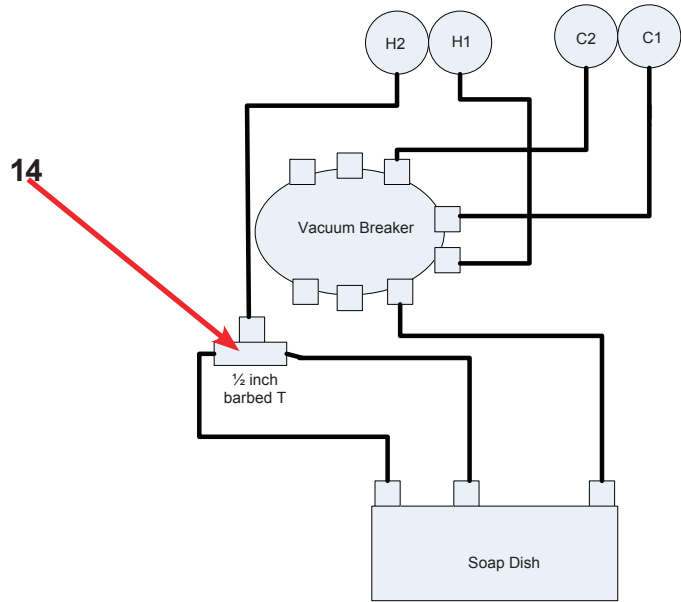 H2
H1
C2
C1
14
Vacuum Breaker
½ inch
barbed T
Soap Dish